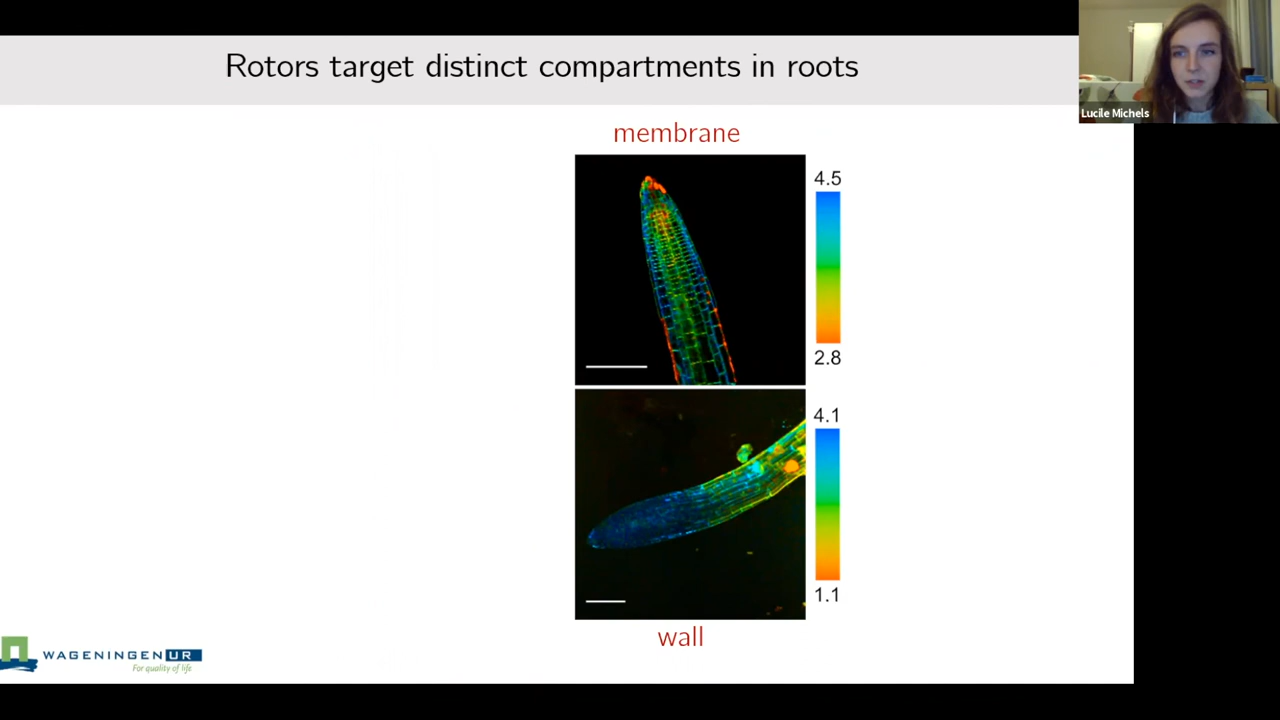 Rotors target distinct compartments in roots
Lucile Michels
membrane
4.5
2.8
4.1
1.1
wall
WAGENINGEN UR
For quality of life